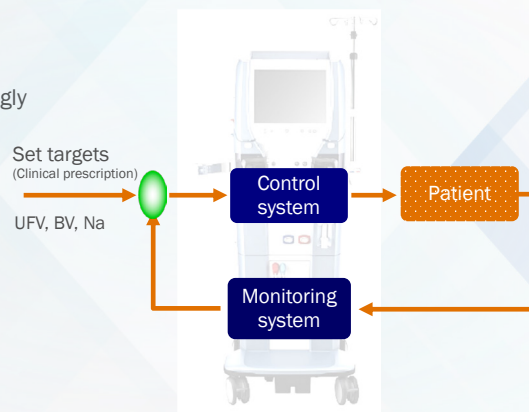 gly
Set targets
(Clinical prescription)
UFV, BV, Na
Control
system
Patient
Monitoring
system